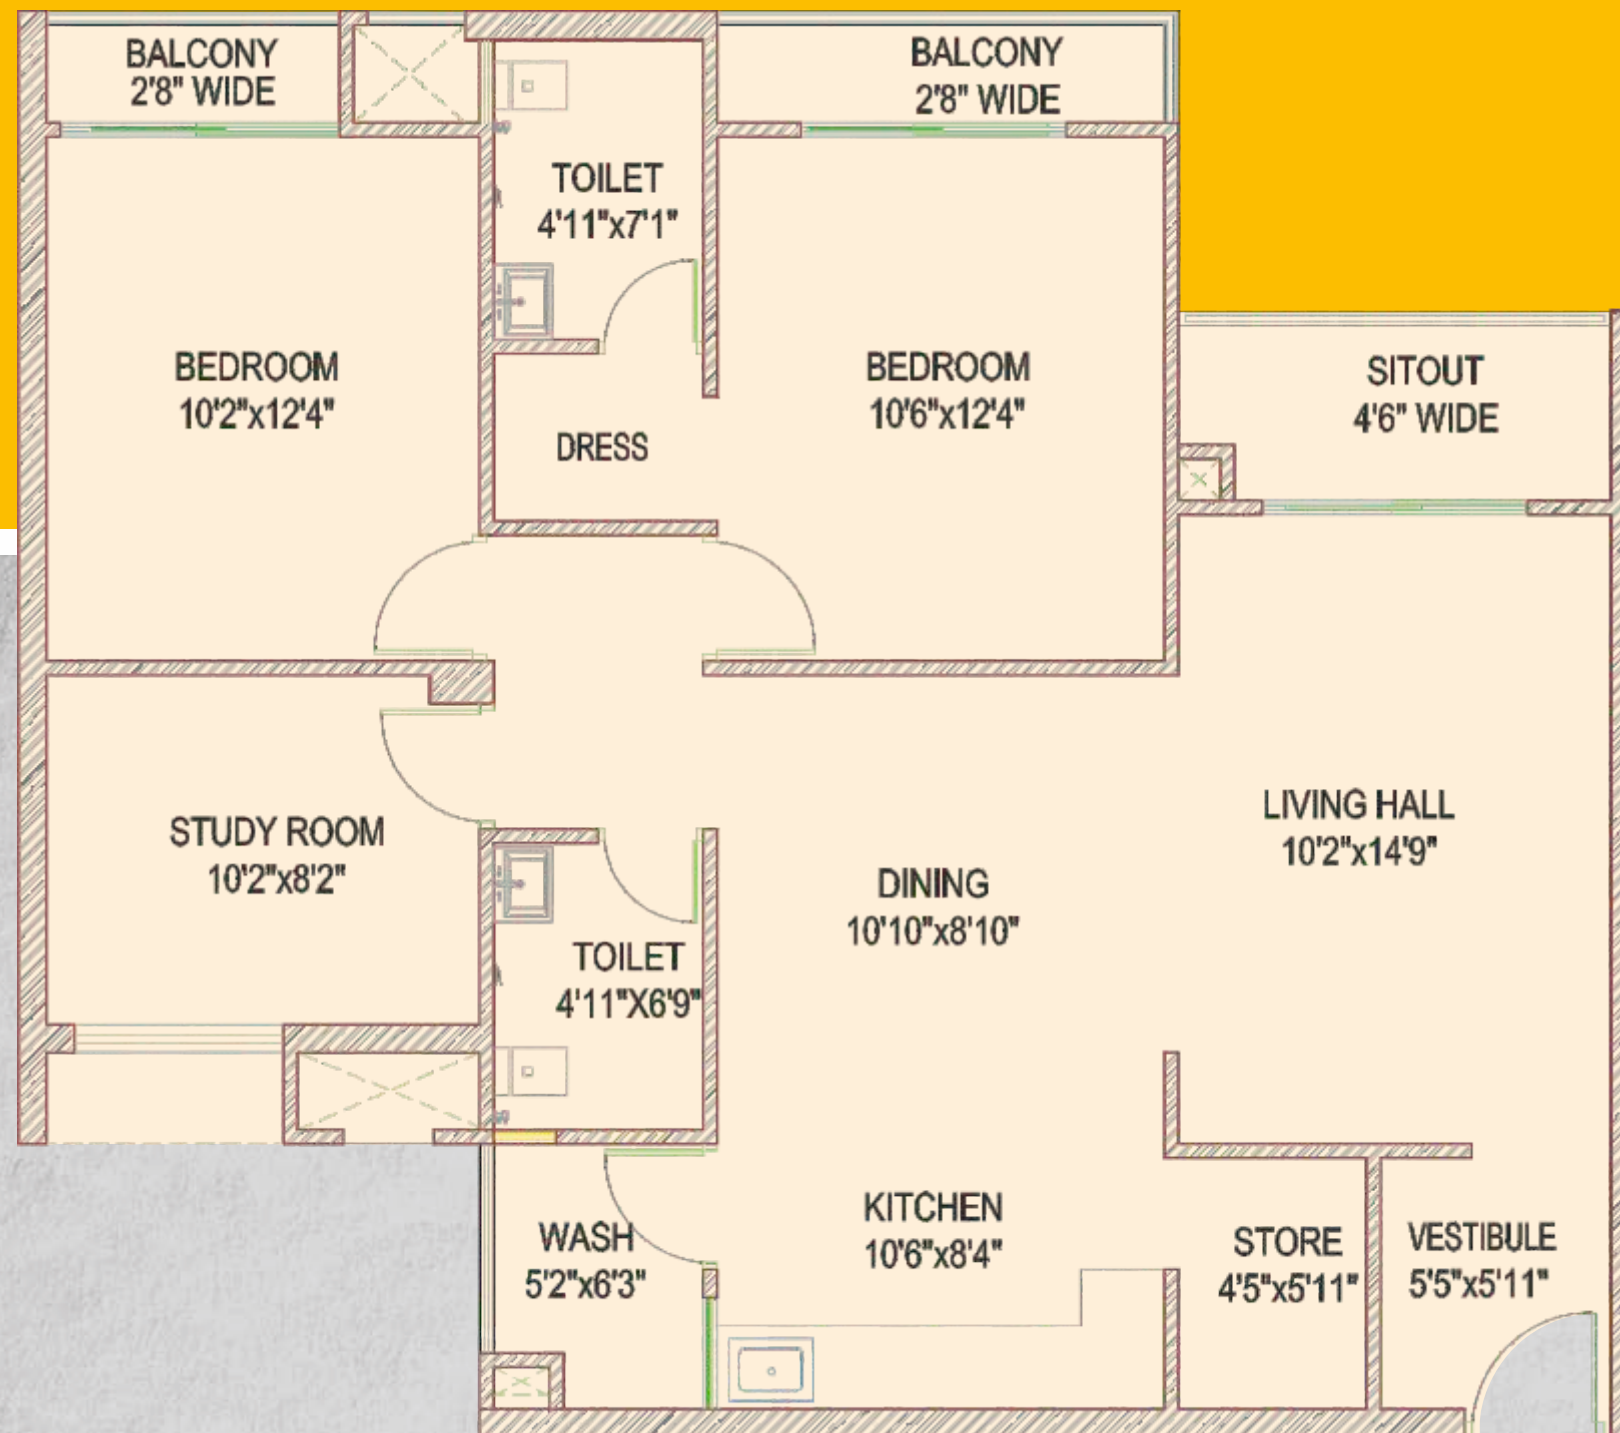 BALCONY
2'8" WIDE
BALCONY
2'8" WIDE
TOILET
4'11"x7'1"
BEDROOM
10'2"x12'4"
BEDROOM
10'6"x12'4"
SITOUT
4'6" WIDE
DRESS
STUDY ROOM
10'2"x8'2"
LIVING HALL
10'2"x14'9"
DINING
10'10"x8'10"
TOILET
4'11"X6'9"
KITCHEN
10'6"x8'4"
WASH
5'2"x6'3"
STORE
4'5"x5'11"
VESTIBULE
5'5"x5'11"